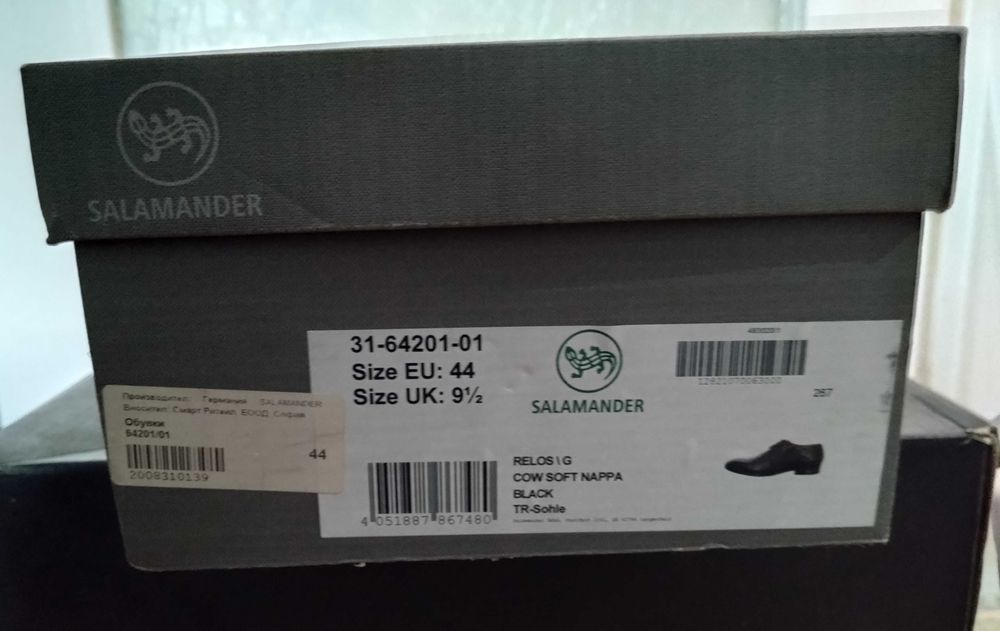 SALAMANDER
31-64201-01
Size EU: 44
Size UK: 9½
SALAMANDER
12821070063000
267
Производител: Германия SALAMANDER
Вносител: Смарт Ритейл ЕООД, София
Обувки
64201/01
44
2008310139
4 051887 867480
RELOS\G
COW SOFT NAPPA
BLACK
TR-Sohle